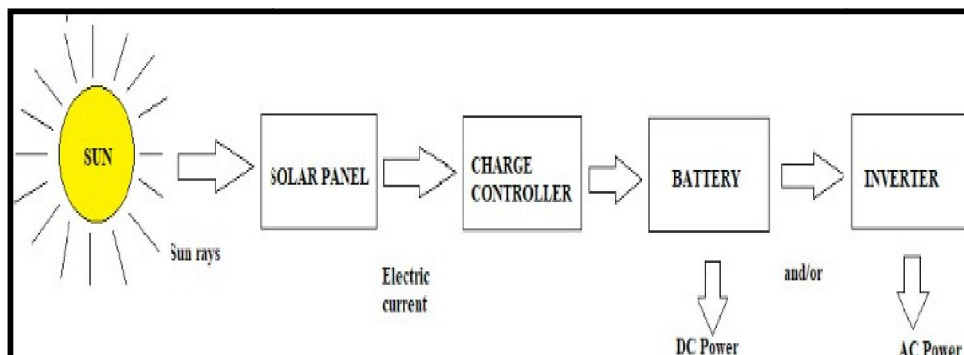 SUN
Sun rays
SOLAR PANEL
Electric
current
CHARGE
CONTROLLER
BATTERY
DC Power
and/or
INVERTER
AC Power